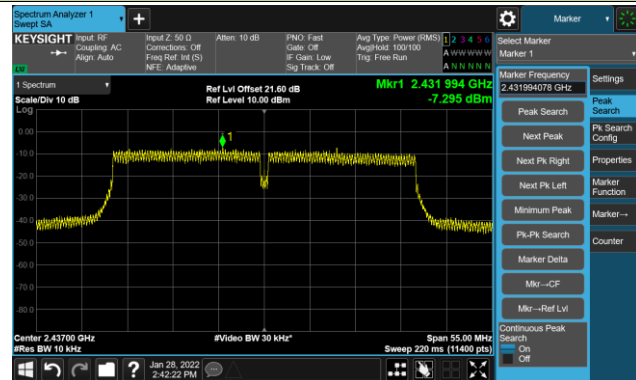 Spectrum Analyzer 1
Swept SA
Marker
KEYSIGHT
Input: RF
Coupling: AC
Align: Auto
Input Z: 50 Ω
Corrections: Off
Freq Ref: Int (S)
NFE: Adaptive
Atten: 10 dB
PNO: Fast
Gate: Off
IF Gain: Low
Sig Track: Off
Avg Type: Power (RMS)
Avg|Hold: 100/100
Trig: Free Run
1 2 3 4 5 6
A W W W W W
A N N N N N
Select Marker
Marker 1
1 Spectrum
Scale/Div 10 dB
Log
Ref Lvl Offset 21.60 dB
Ref Level 10.00 dBm
Mkr1 2.431 994 GHz
-7.295 dBm
1
0.00
-10.0
-20.0
-30.0
-40.0
-50.0
-60.0
-70.0
-80.0
Center 2.43700 GHz
#Res BW 10 kHz
#Video BW 30 kHz*
Span 55.00 MHz
Sweep 220 ms (11400 pts)
Marker Frequency
2.431994078 GHz
Peak Search
Next Peak
Next Pk Right
Next Pk Left
Minimum Peak
Pk-Pk Search
Marker Delta
Mkr→CF
Mkr→Ref Lvl
Continuous Peak
Search
On
Off
Settings
Peak
Search
Pk Search
Config
Properties
Marker
Function
Marker→
Counter
Jan 28, 2022
2:42:22 PM